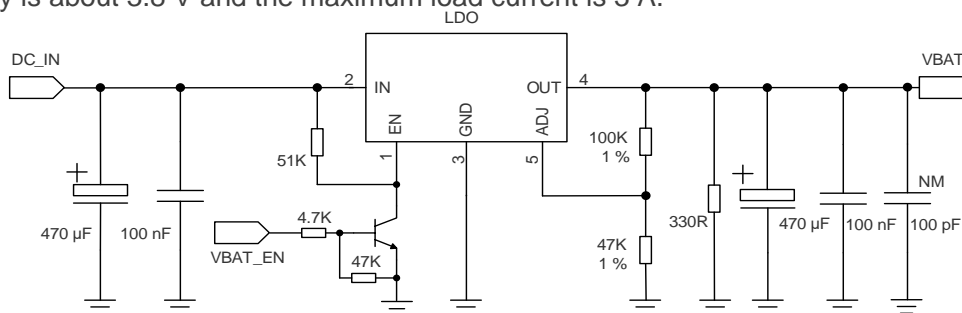 y is about 3.8 V and the maximum load current is 3 A.
LDO
DC_IN
VBAT
2
IN
OUT
4
EN
GND
ADJ
1
3
5
51K
100K
1 %
4.7K
VBAT_EN
47K
47K
1 %
330R
470 µF
100 nF
470 µF
100 nF
NM
100 pF